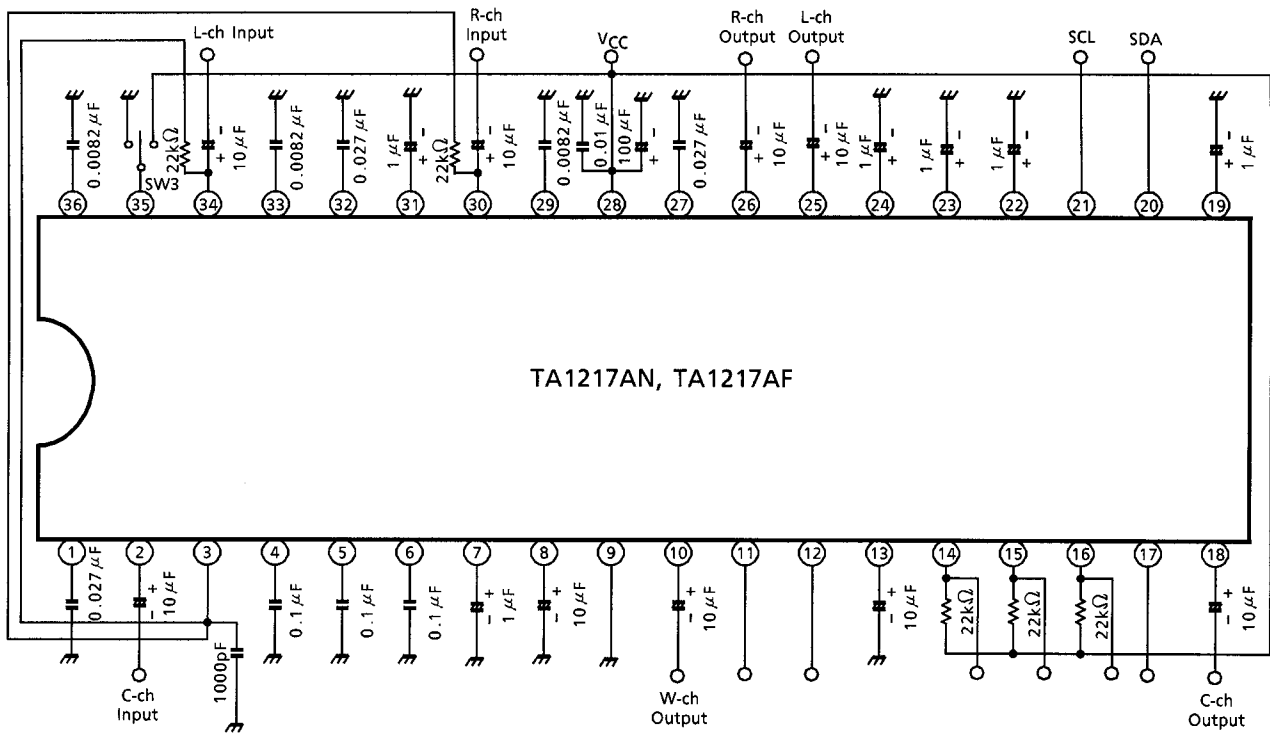 L-ch Input
R-ch
Input
VCC
R-ch
Output
L-ch
Output
SCL
SDA
0.0082 μF
SW3
22kΩ
10 μF
0.0082 μF
0.027 μF
1 μF
22kΩ
10 μF
0.0082 μF
0.01 μF
100 μF
0.027 μF
10 μF
10 μF
1 μF
1 μF
1 μF
1 μF
- + - + - + - + - + - + - + - + - + - +
36 35 34 33 32 31 30 29 28 27 26 25 24 23 22 21 20 19
TA1217AN, TA1217AF
1 2 3 4 5 6 7 8 9 10 11 12 13 14 15 16 17 18
0.027 μF
+ -
10 μF
1000pF
0.1 μF
0.1 μF
0.1 μF
+ -
1 μF
+ -
10 μF
+ -
10 μF
+ -
10 μF
22kΩ
22kΩ
22kΩ
+ -
10 μF
C-ch
Input
W-ch
Output
C-ch
Output